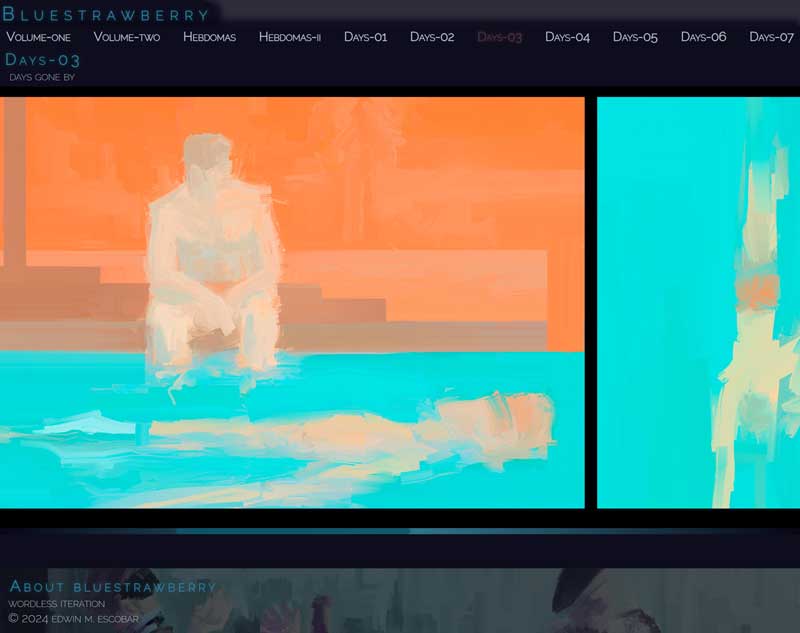 Bluestrawberry
Volume-one Volume-two Hebdomas Hebdomas-ii Days-01 Days-02 Days-03 Days-04 Days-05 Days-06 Days-07
Days-03
days gone by
About bluestrawberry
wordless iteration
© 2024 edwin m. escobar